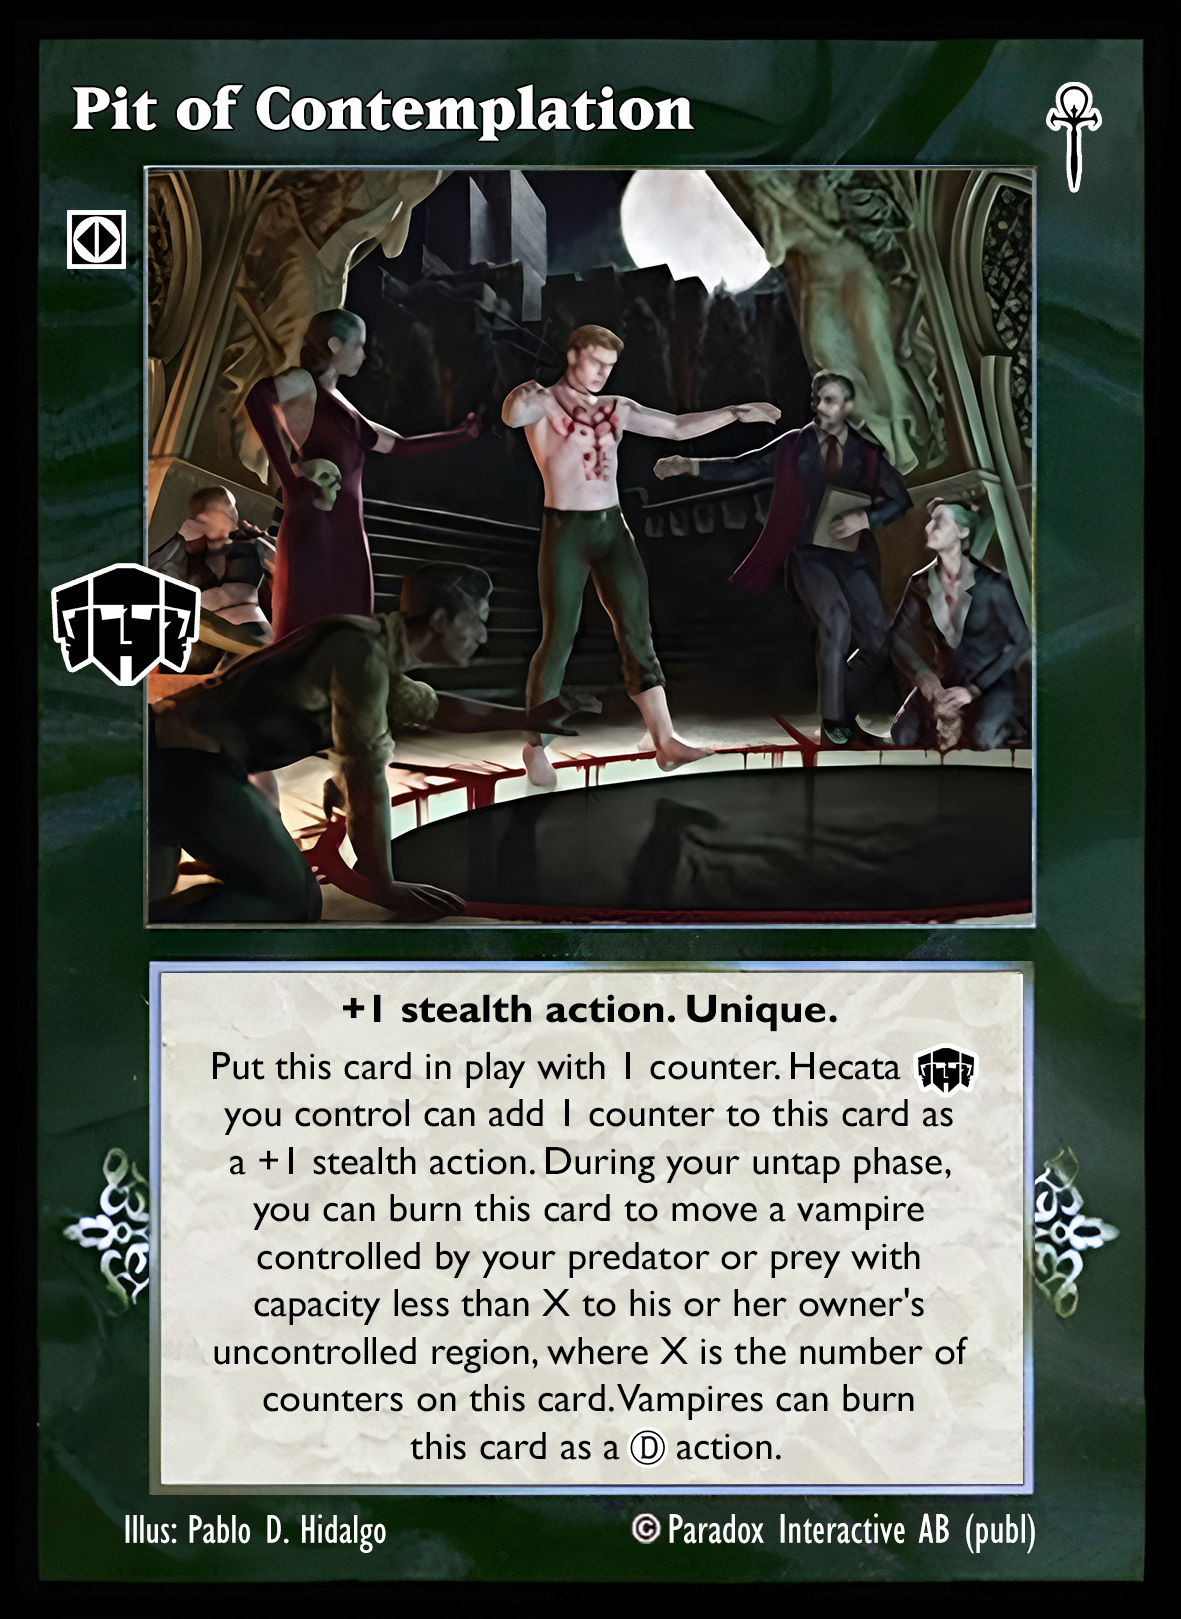 Pit of Contemplation
+1 stealth action. Unique.
Put this card in play with 1 counter. Hecata
you control can add 1 counter to this card as
a +1 stealth action. During your untap phase,
you can burn this card to move a vampire
controlled by your predator or prey with
capacity less than X to his or her owner's
uncontrolled region, where X is the number of
counters on this card. Vampires can burn
this card as a Ⓓ action.
Illus: Pablo D. Hidalgo
© Paradox Interactive AB (publ)